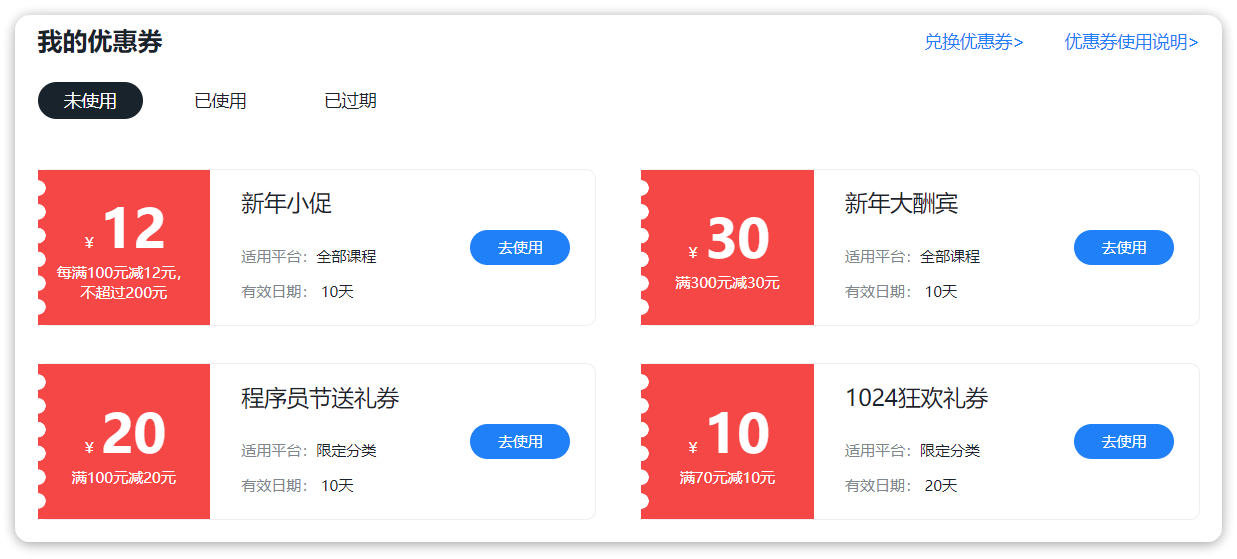 我的优惠券
兑换优惠券>
优惠券使用说明>
未使用
已使用
已过期
¥ 12
每满100元减12元，
不超过200元
新年小促
适用平台：全部课程
有效日期： 10天
去使用
¥ 30
满300元减30元
新年大酬宾
适用平台：全部课程
有效日期： 10天
去使用
¥ 20
满100元减20元
程序员节送礼券
适用平台：限定分类
有效日期： 10天
去使用
¥ 10
满70元减10元
1024狂欢礼券
适用平台：限定分类
有效日期： 20天
去使用